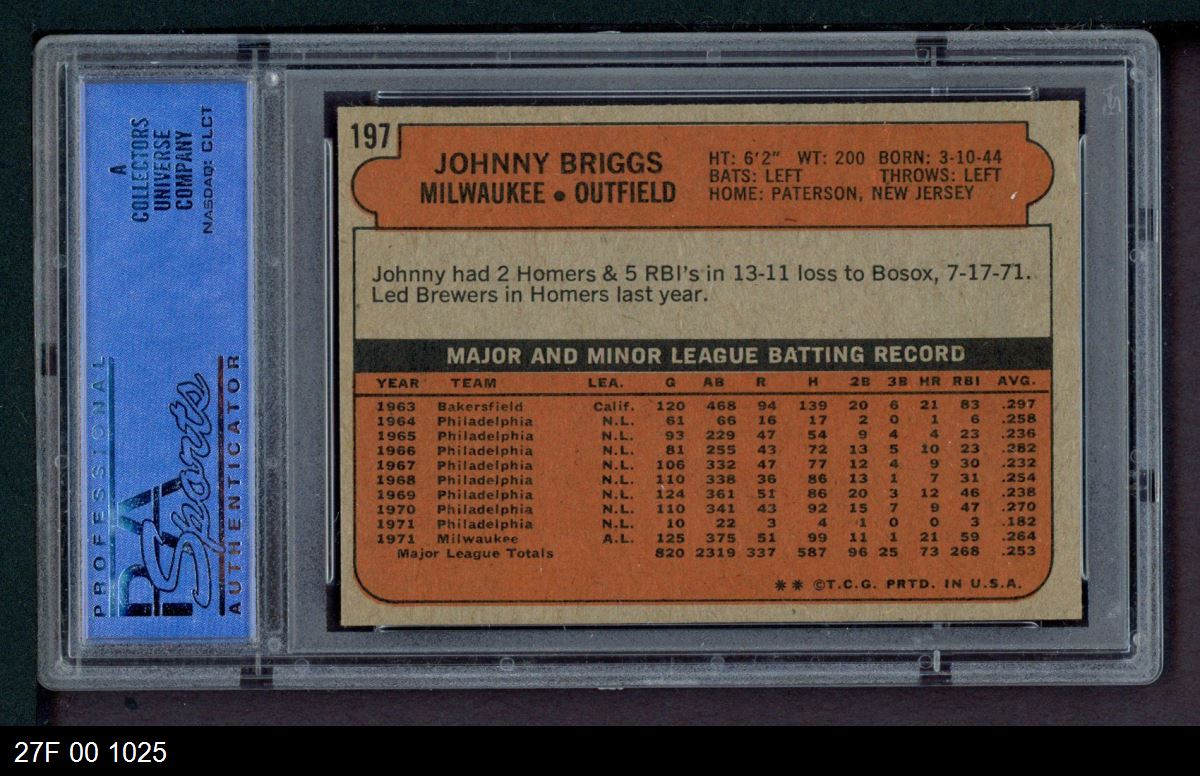 A
COLLECTORS
UNIVERSE
COMPANY
NASDAQ: CLCT
PROFESSIONAL
PSA
Sports
AUTHENTICATOR
197
JOHNNY BRIGGS
MILWAUKEE • OUTFIELD
HT: 6'2" WT: 200 BORN: 3-10-44
BATS: LEFT THROWS: LEFT
HOME: PATERSON, NEW JERSEY
Johnny had 2 Homers & 5 RBI's in 13-11 loss to Bosox, 7-17-71.
Led Brewers in Homers last year.
MAJOR AND MINOR LEAGUE BATTING RECORD
YEAR TEAM LEA. G AB R H 2B 3B HR RBI AVG.
1963 Bakersfield Calif. 120 468 94 139 20 6 21 83 .297
1964 Philadelphia N.L. 61 66 16 17 2 0 1 6 .258
1965 Philadelphia N.L. 93 229 47 54 9 4 4 23 .236
1966 Philadelphia N.L. 81 255 43 72 13 5 10 23 .282
1967 Philadelphia N.L. 106 332 47 77 12 4 9 30 .232
1968 Philadelphia N.L. 110 338 36 86 13 1 7 31 .254
1969 Philadelphia N.L. 124 361 51 86 20 3 12 46 .238
1970 Philadelphia N.L. 110 341 43 92 15 7 9 47 .270
1971 Philadelphia N.L. 10 22 3 4 1 0 0 3 .182
1971 Milwaukee A.L. 125 375 51 99 11 1 21 59 .264
Major League Totals 820 2319 337 587 96 25 73 268 .253
** ©T.C.G. PRTD. IN U.S.A.
27F 00 1025